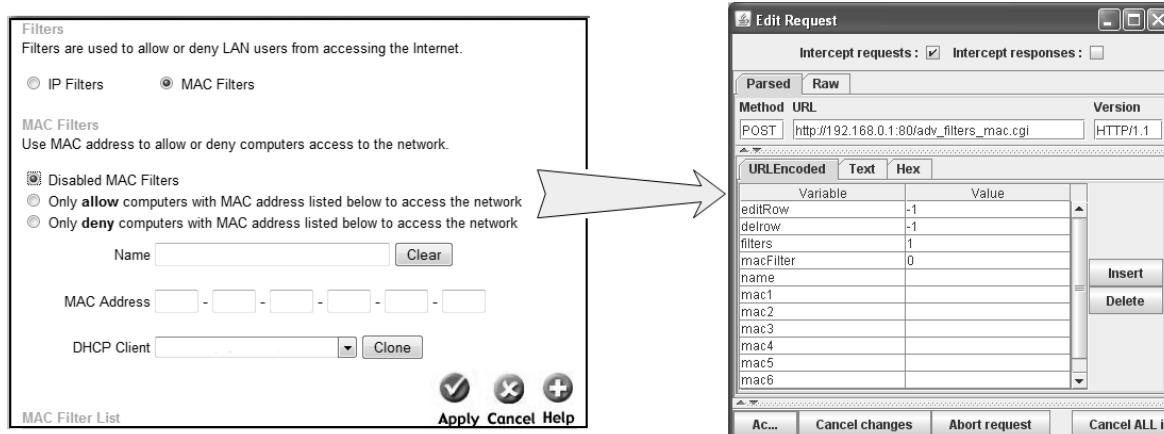 Filters
Filters are used to allow or deny LAN users from accessing the Internet.
IP Filters MAC Filters
MAC Filters
Use MAC address to allow or deny computers access to the network.
Disabled MAC Filters
Only allow computers with MAC address listed below to access the network
Only deny computers with MAC address listed below to access the network
Name Clear
MAC Address - - - - -
DHCP Client Clone
Apply Cancel Help
MAC Filter List
Edit Request
Intercept requests : Intercept responses :
Parsed Raw
Method URL Version
POST http://192.168.0.1:80/adv_filters_mac.cgi HTTP/1.1
URLEncoded Text Hex
Variable Value
editRow -1
delrow -1
filters 1
macFilter 0
name
mac1
mac2
mac3
mac4
mac5
mac6
Insert
Delete
Ac... Cancel changes Abort request Cancel ALL i